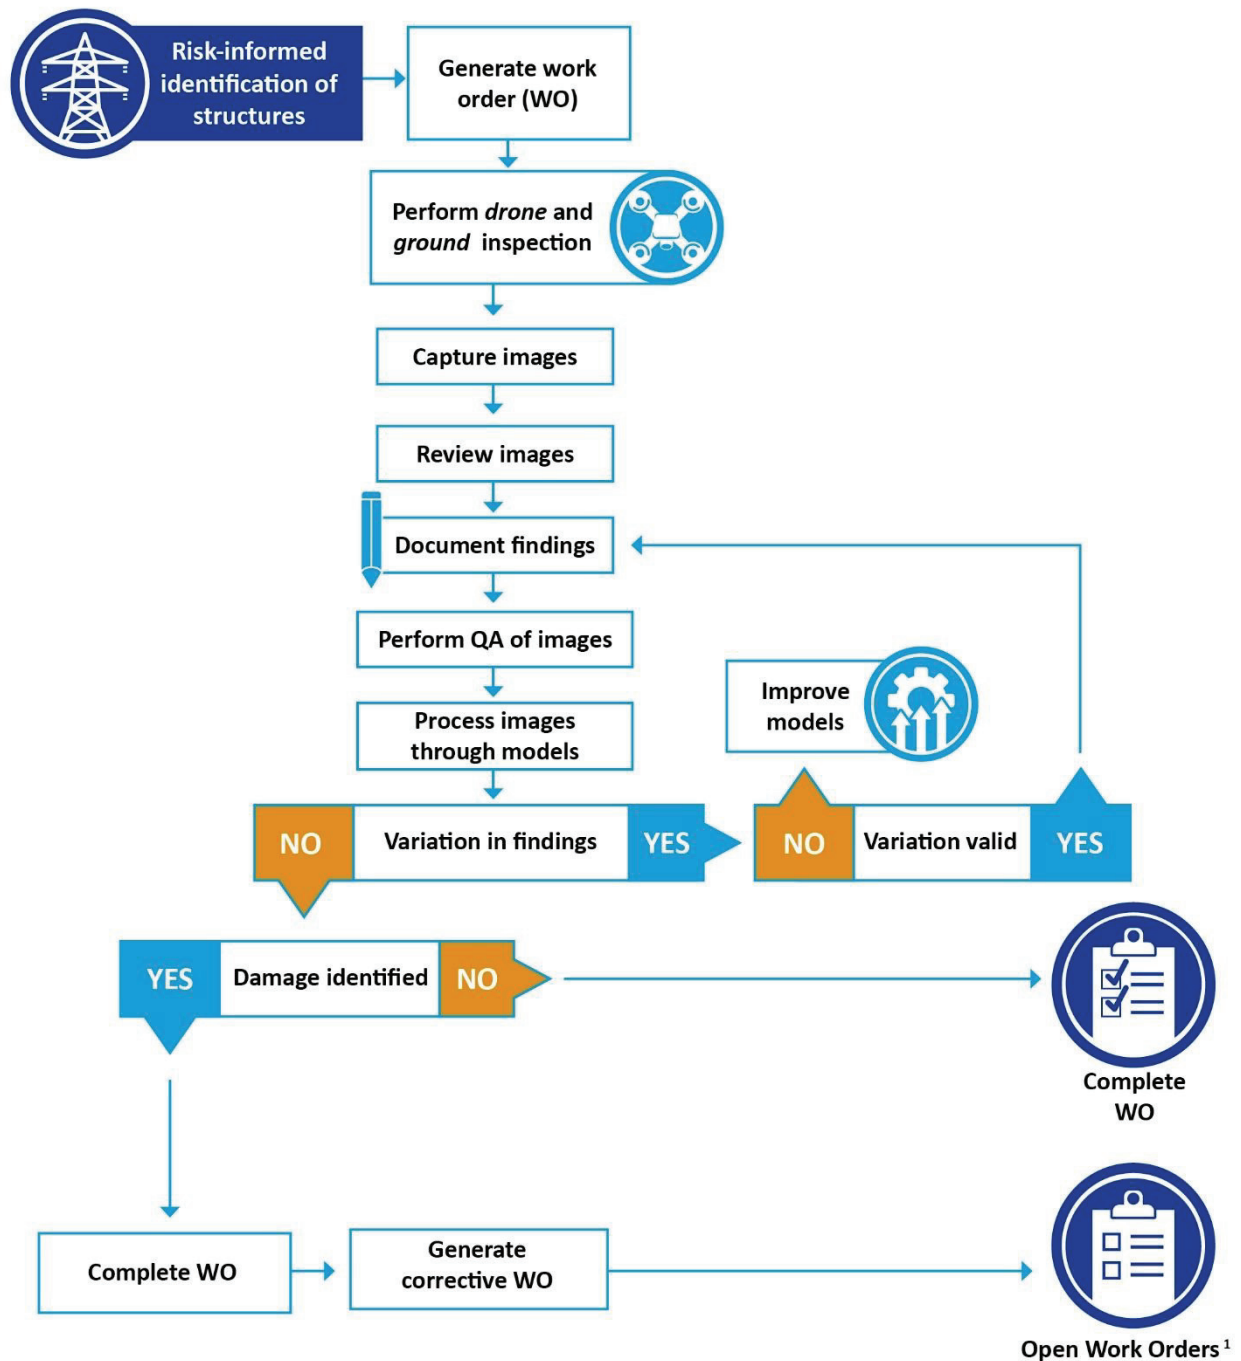 Risk-informed
identification of
structures
Generate work
order (WO)
Perform drone and
ground inspection
Capture images
Review images
Document findings
Perform QA of images
Process images
through models
Improve
models
NO
Variation in findings
YES
NO
Variation valid
YES
YES
Damage identified
NO
Complete
WO
Complete WO
Generate
corrective WO
Open Work Orders 1